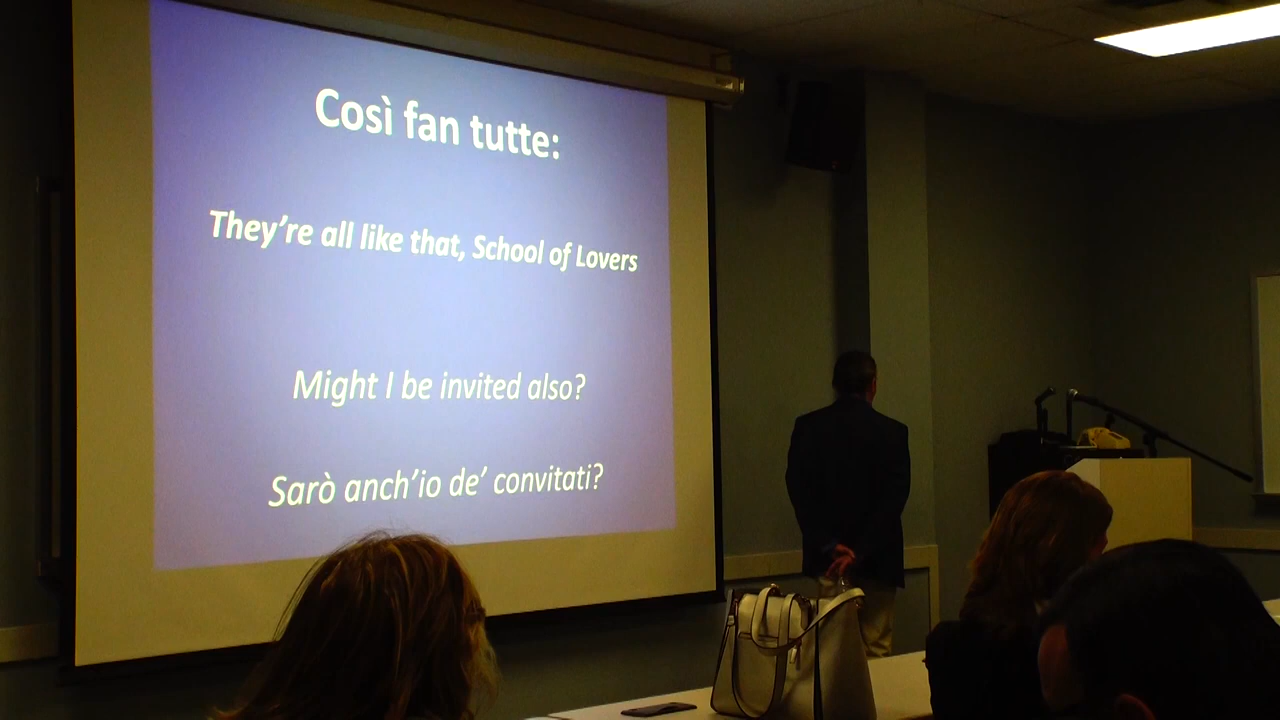 Così fan tutte:
They're all like that, School of Lovers
Might I be invited also?
Sarò anch'io de' convitati?